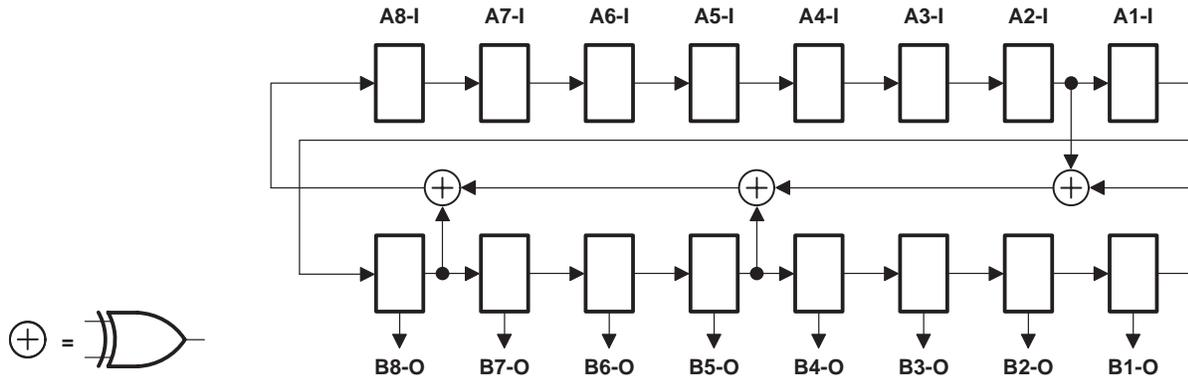 A8-I A7-I A6-I A5-I A4-I A3-I A2-I A1-I
=
B8-O B7-O B6-O B5-O B4-O B3-O B2-O B1-O